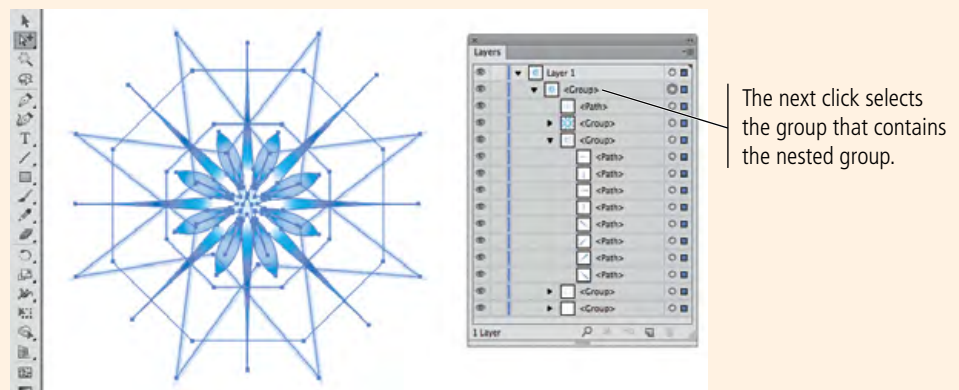 Layers
Layer 1
<Group>
<Path>
<Group>
<Group>
<Path>
<Path>
<Path>
<Path>
<Path>
<Path>
<Path>
<Path>
<Group>
<Group>
1 Layer
The next click selects
the group that contains
the nested group.